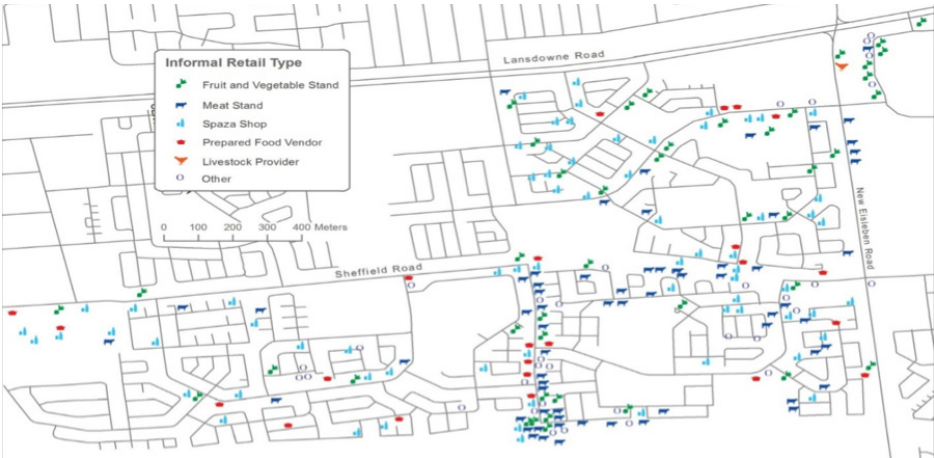 Lansdowne Road
Informal Retail Type
Fruit and Vegetable Stand
Meat Stand
Spaza Shop
Prepared Food Vendor
Livestock Provider
Other
0 100 200 300 400 Meters
New Eisleben Road
Sheffield Road